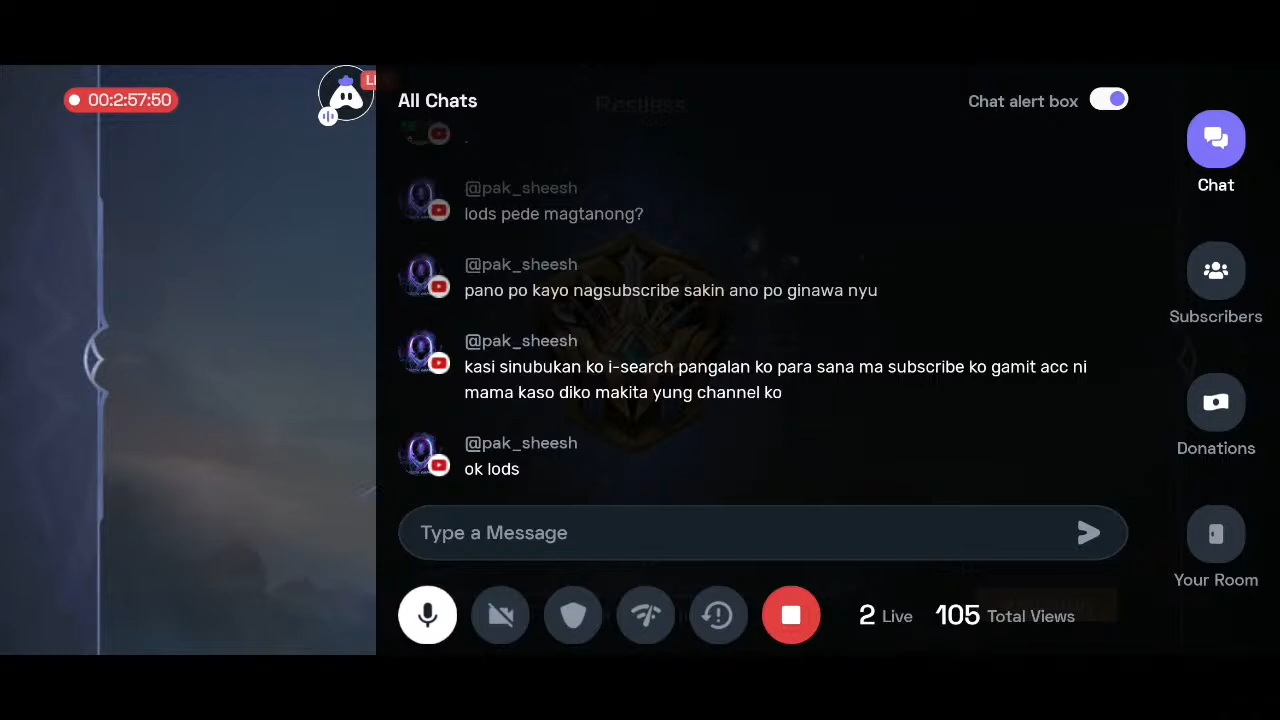 00:2:57:50
LI
All Chats
Restless
Chat alert box
.
@pak_sheesh
lods pede magtanong?
@pak_sheesh
pano po kayo nagsubscribe sakin ano po ginawa nyu
@pak_sheesh
kasi sinubukan ko i-search pangalan ko para sana ma subscribe ko gamit acc ni
mama kaso diko makita yung channel ko
@pak_sheesh
ok lods
Type a Message
2 Live 105 Total Views
Chat
Subscribers
Donations
Your Room